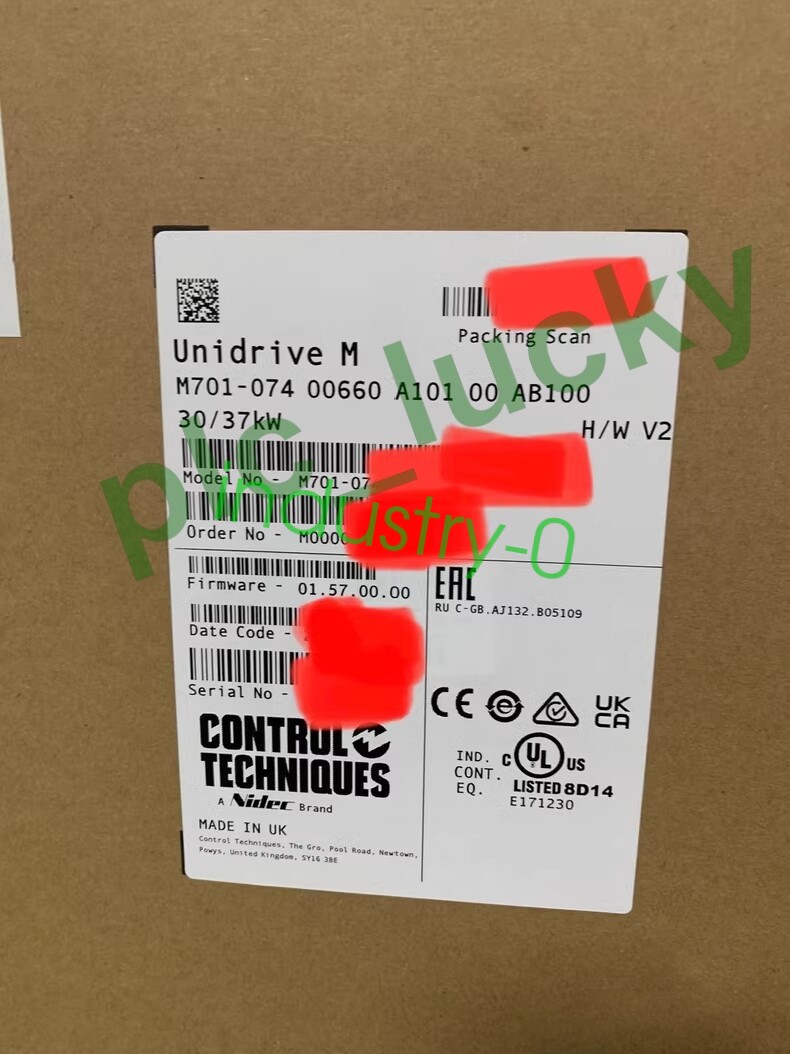 Packing Scan
Unidrive M
M701-074 00660 A101 00 AB100
30/37kW
H/W V2
Model No - M701-07
Order No - M0000
Firmware - 01.57.00.00
Date Code -
Serial No -
EAC
RU C-GB.AJ132.B05109
CE
UK
CA
CONTROL
TECHNIQUES
A Nidec Brand
MADE IN UK
Control Techniques, The Gro, Pool Road, Newtown,
Powys, United Kingdom, SY16 3BE
IND.
CONT.
EQ.
C UL US
LISTED 8D14
E171230
plc_lucky
industry-0